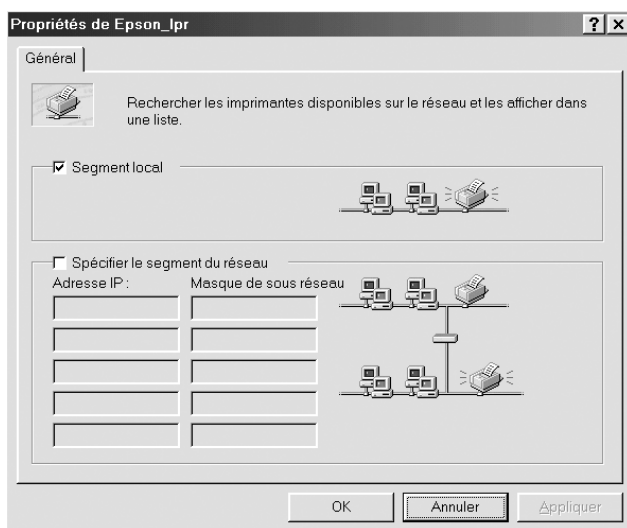 Propriétés de Epson_lpr
Général
Rechercher les imprimantes disponibles sur le réseau et les afficher dans
une liste.
Segment local
Spécifier le segment du réseau
Adresse IP : Masque de sous réseau
OK Annuler Appliquer